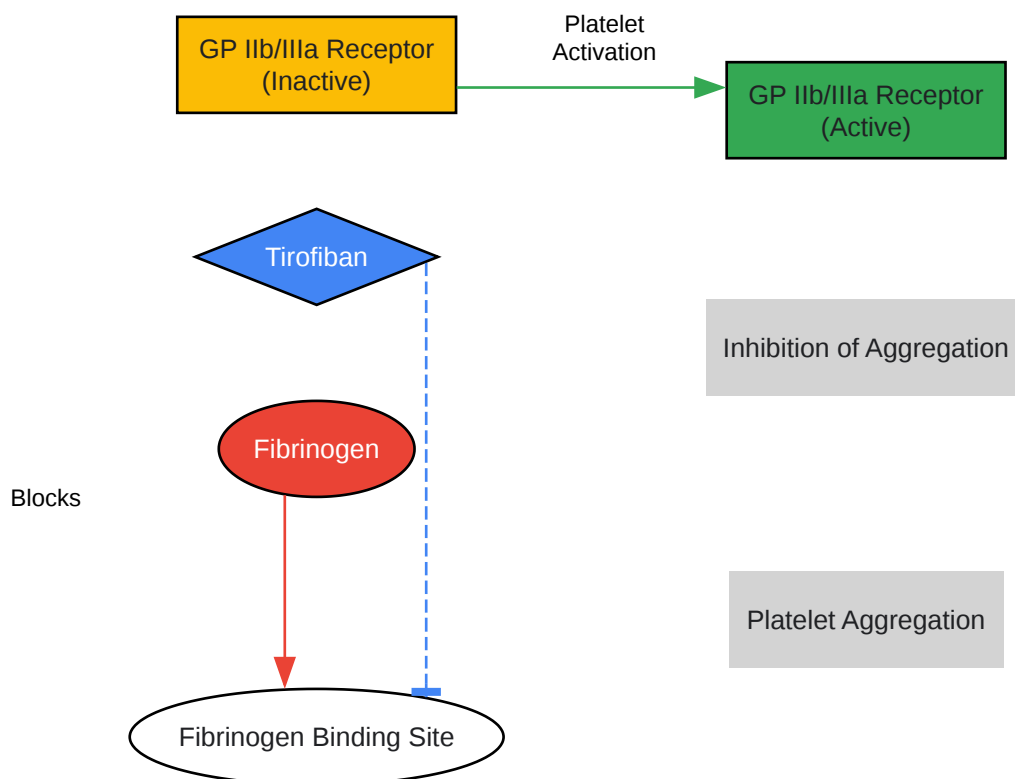 GP IIb/IIIa Receptor
(Inactive)
Platelet
Activation
GP IIb/IIIa Receptor
(Active)
Tirofiban
Inhibition of Aggregation
Fibrinogen
Blocks
Platelet Aggregation
Fibrinogen Binding Site